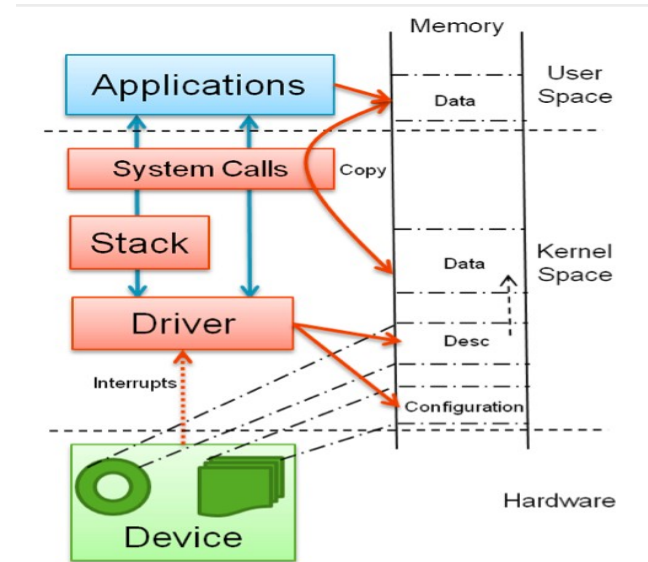 Memory
Applications
Data
User
Space
System Calls
Copy
Stack
Data
Kernel
Space
Driver
Desc
Interrupts
Configuration
Hardware
Device